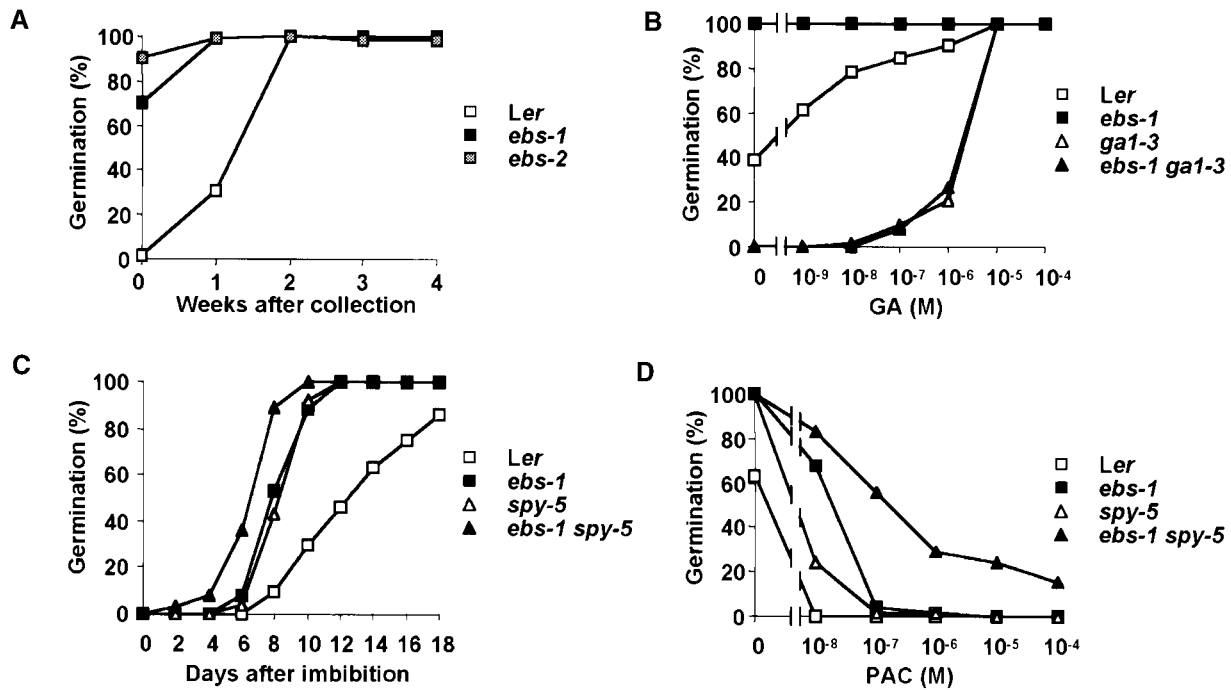 A
Germination (%)
100
80
60
40
20
0
0 1 2 3 4
Weeks after collection
Ler
ebs-1
ebs-2
B
Germination (%)
100
80
60
40
20
0
0 10⁻⁹ 10⁻⁸ 10⁻⁷ 10⁻⁶ 10⁻⁵ 10⁻⁴
GA (M)
Ler
ebs-1
ga1-3
ebs-1 ga1-3
C
Germination (%)
100
80
60
40
20
0
0 2 4 6 8 10 12 14 16 18
Days after imbibition
Ler
ebs-1
spy-5
ebs-1 spy-5
D
Germination (%)
100
80
60
40
20
0
0 10⁻⁸ 10⁻⁷ 10⁻⁶ 10⁻⁵ 10⁻⁴
PAC (M)
Ler
ebs-1
spy-5
ebs-1 spy-5